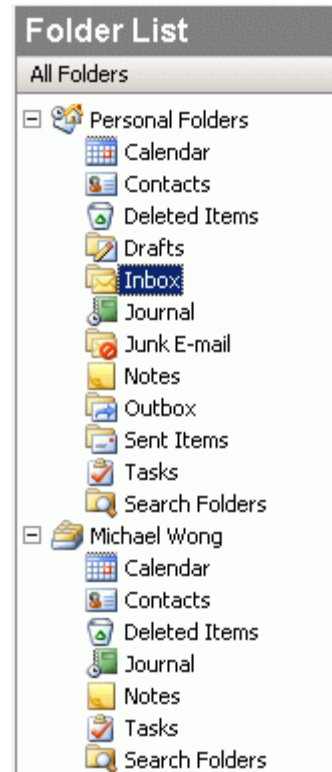 Folder List
All Folders
Personal Folders
Calendar
Contacts
Deleted Items
Drafts
Inbox
Journal
Junk E-mail
Notes
Outbox
Sent Items
Tasks
Search Folders
Michael Wong
Calendar
Contacts
Deleted Items
Journal
Notes
Tasks
Search Folders